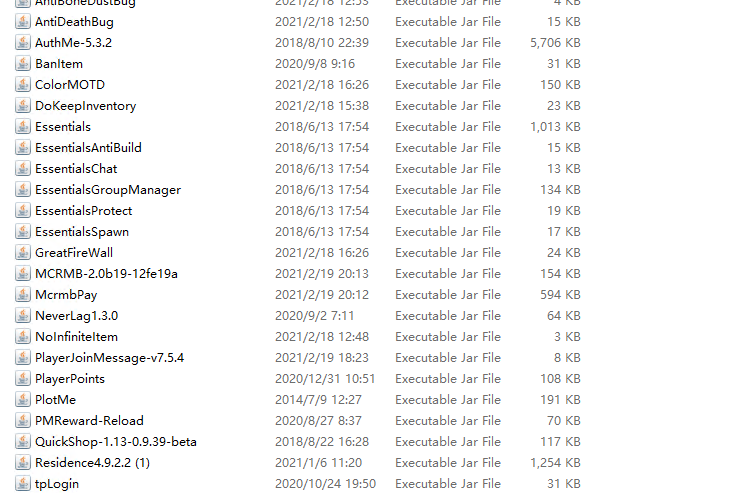 AntiBoneDustBug 2021/2/18 12:53 Executable Jar File 4 KB
AntiDeathBug 2021/2/18 12:50 Executable Jar File 15 KB
AuthMe-5.3.2 2018/8/10 22:39 Executable Jar File 5,706 KB
BanItem 2020/9/8 9:16 Executable Jar File 31 KB
ColorMOTD 2021/2/18 16:26 Executable Jar File 150 KB
DoKeepInventory 2021/2/18 15:38 Executable Jar File 23 KB
Essentials 2018/6/13 17:54 Executable Jar File 1,013 KB
EssentialsAntiBuild 2018/6/13 17:54 Executable Jar File 15 KB
EssentialsChat 2018/6/13 17:54 Executable Jar File 13 KB
EssentialsGroupManager 2018/6/13 17:54 Executable Jar File 134 KB
EssentialsProtect 2018/6/13 17:54 Executable Jar File 19 KB
EssentialsSpawn 2018/6/13 17:54 Executable Jar File 17 KB
GreatFireWall 2021/2/18 16:26 Executable Jar File 24 KB
MCRMB-2.0b19-12fe19a 2021/2/19 20:13 Executable Jar File 154 KB
McrmbPay 2021/2/19 20:12 Executable Jar File 594 KB
NeverLag1.3.0 2020/9/2 7:11 Executable Jar File 64 KB
NoInfiniteItem 2021/2/18 12:48 Executable Jar File 3 KB
PlayerJoinMessage-v7.5.4 2021/2/19 18:23 Executable Jar File 8 KB
PlayerPoints 2020/12/31 10:51 Executable Jar File 108 KB
PlotMe 2014/7/9 12:27 Executable Jar File 191 KB
PMReward-Reload 2020/8/27 8:37 Executable Jar File 70 KB
QuickShop-1.13-0.9.39-beta 2018/8/22 16:28 Executable Jar File 117 KB
Residence4.9.2.2 (1) 2021/1/6 11:20 Executable Jar File 1,254 KB
tpLogin 2020/10/24 19:50 Executable Jar File 31 KB